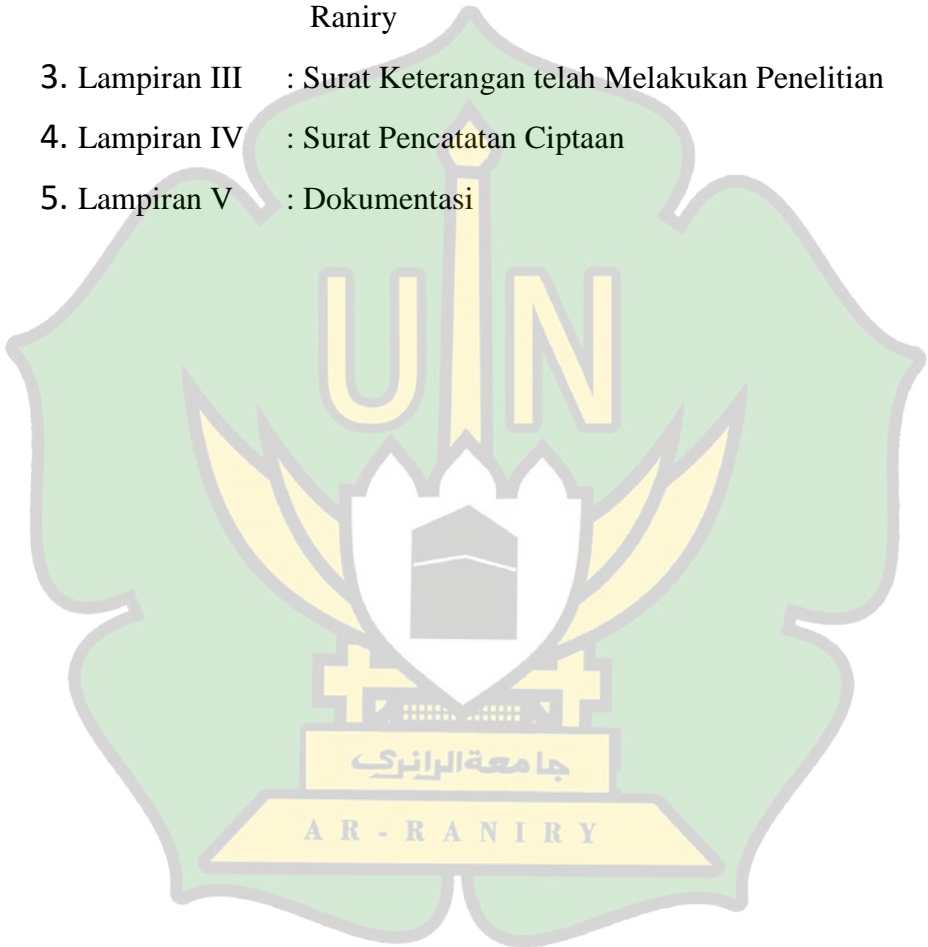 Raniry
3. Lampiran III : Surat Keterangan telah Melakukan Penelitian
4. Lampiran IV : Surat Pencatatan Ciptaan
5. Lampiran V : Dokumentasi
UIN
جامعة الرانري
AR-RANIRY